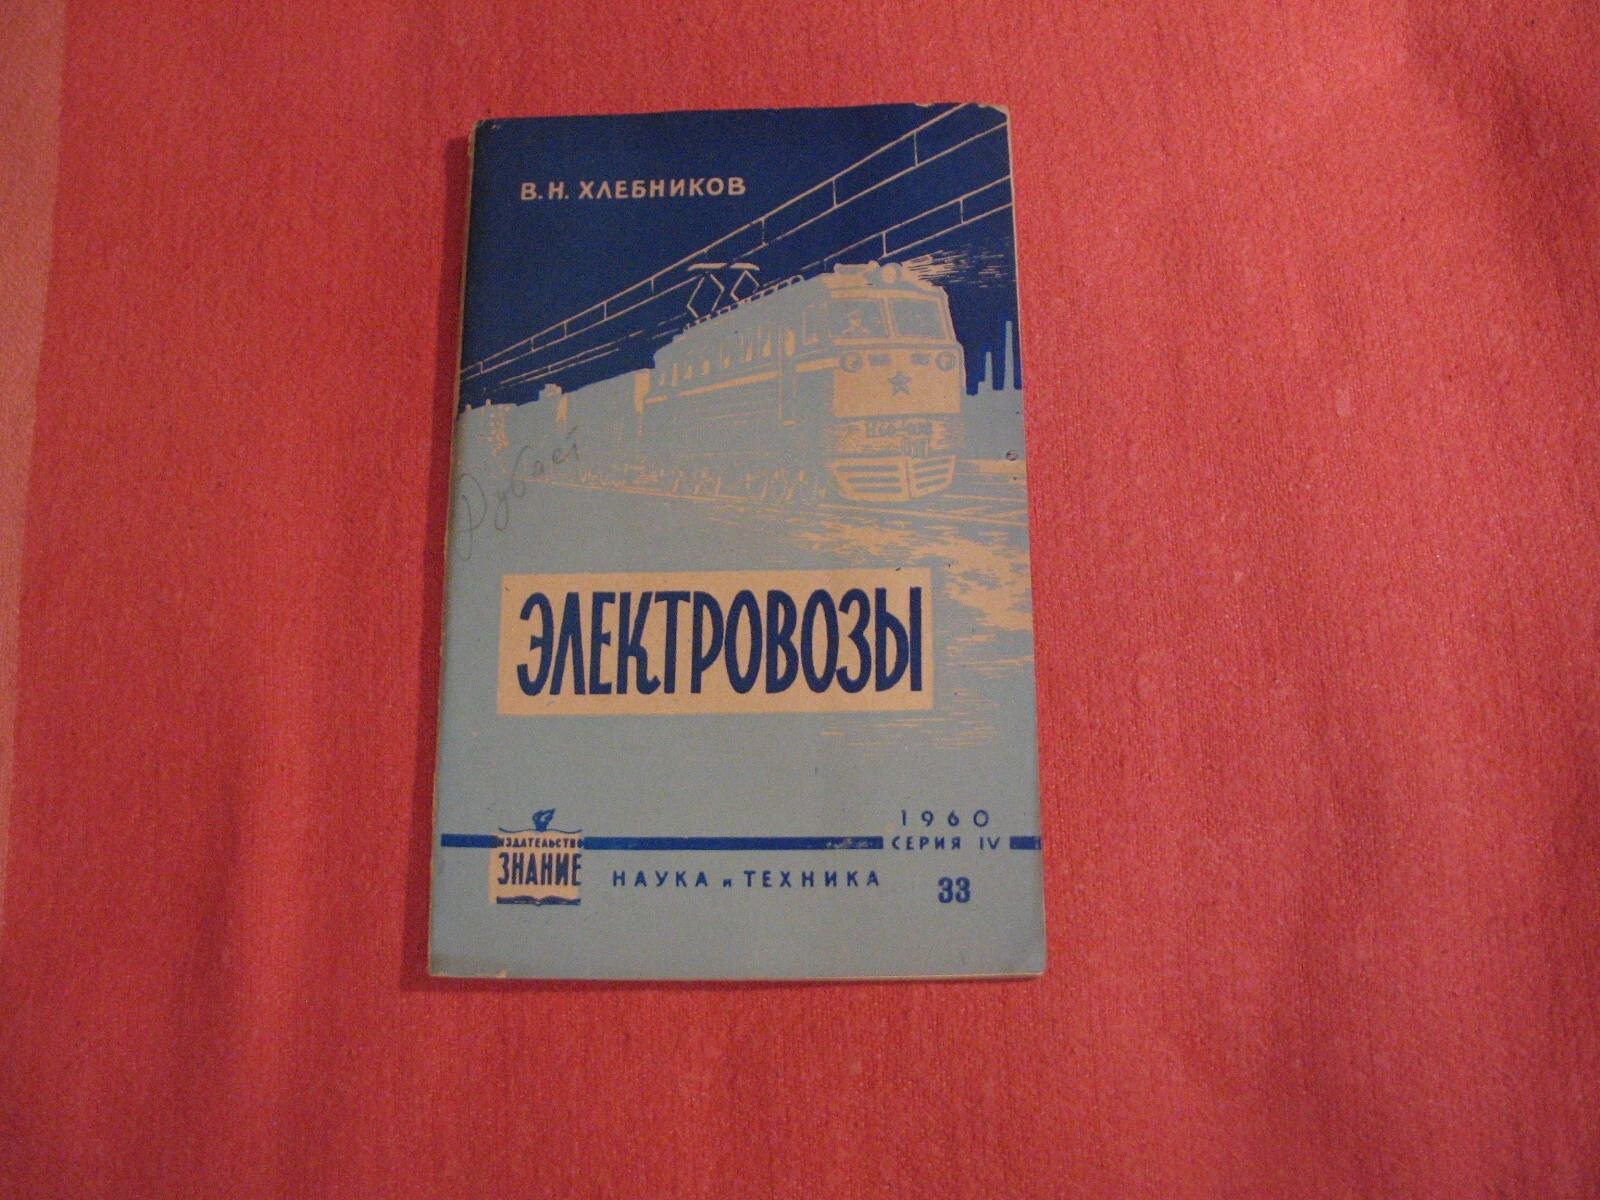 В. Н. ХЛЕБНИКОВ
ЭЛЕКТРОВОЗЫ
1960
СЕРИЯ IV
ИЗДАТЕЛЬСТВО
ЗНАНИЕ
НАУКА и ТЕХНИКА
33